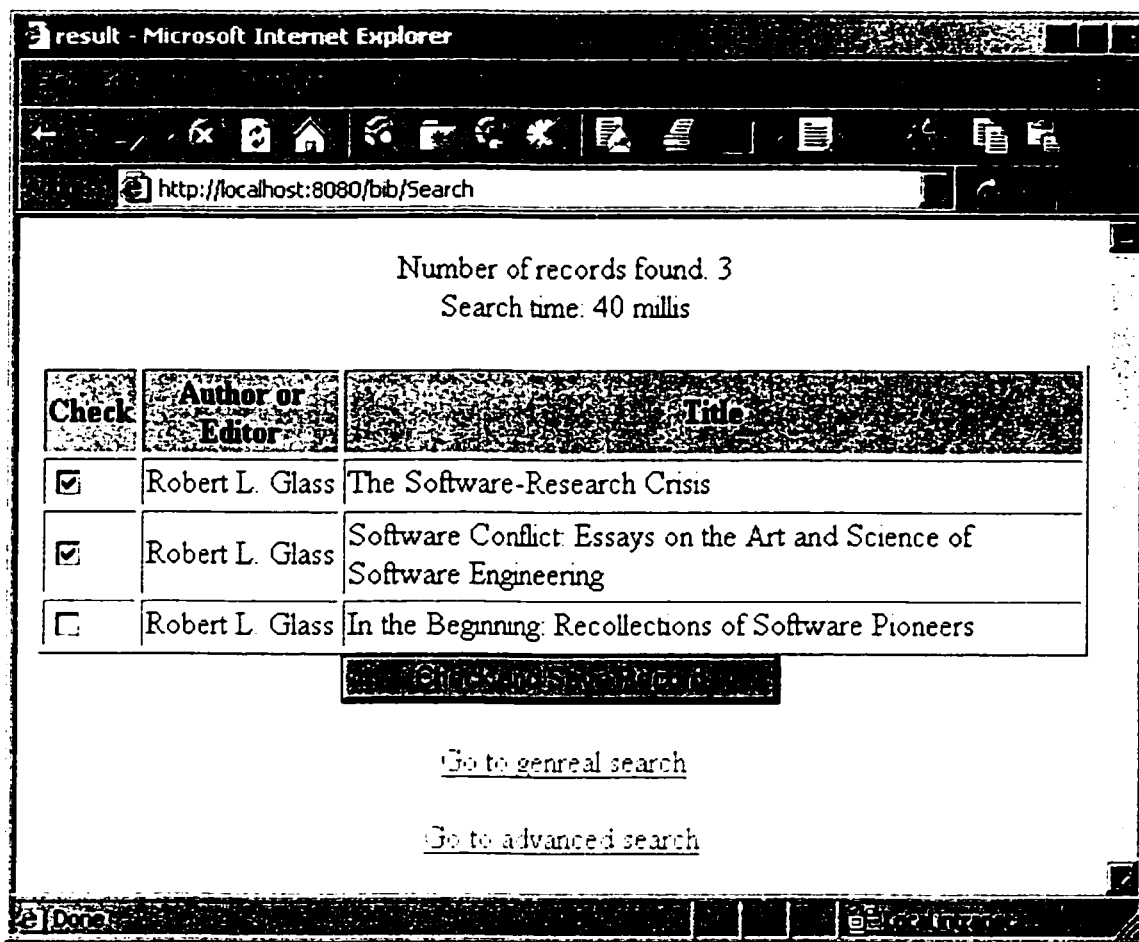 result - Microsoft Internet Explorer
http://localhost:8080/bib/Search
Number of records found. 3
Search time: 40 millis
Check
Author or
Editor
Title
Robert L. Glass
The Software-Research Crisis
Robert L. Glass
Software Conflict: Essays on the Art and Science of
Software Engineering
Robert L. Glass
In the Beginning: Recollections of Software Pioneers
Go to genreal search
Go to advanced search
Done